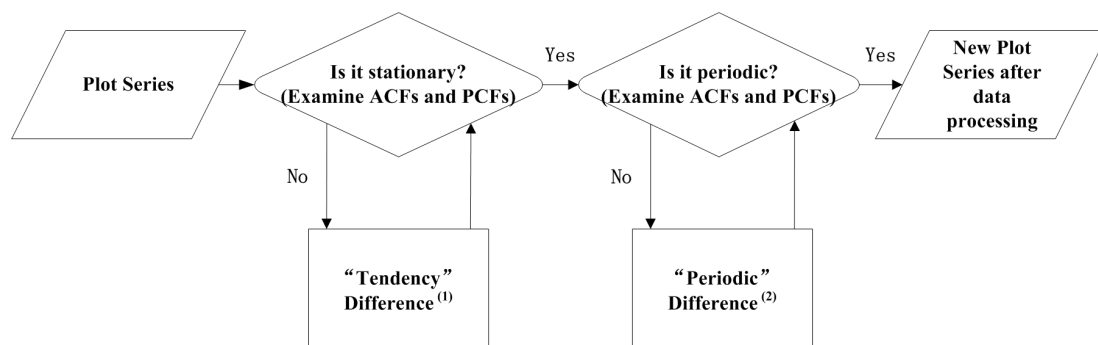 Plot Series
Is it stationary?
(Examine ACFs and PCFs)
Yes
Is it periodic?
(Examine ACFs and PCFs)
Yes
New Plot
Series after
data
processing
No
No
“Tendency”
Difference (1)
“Periodic”
Difference (2)